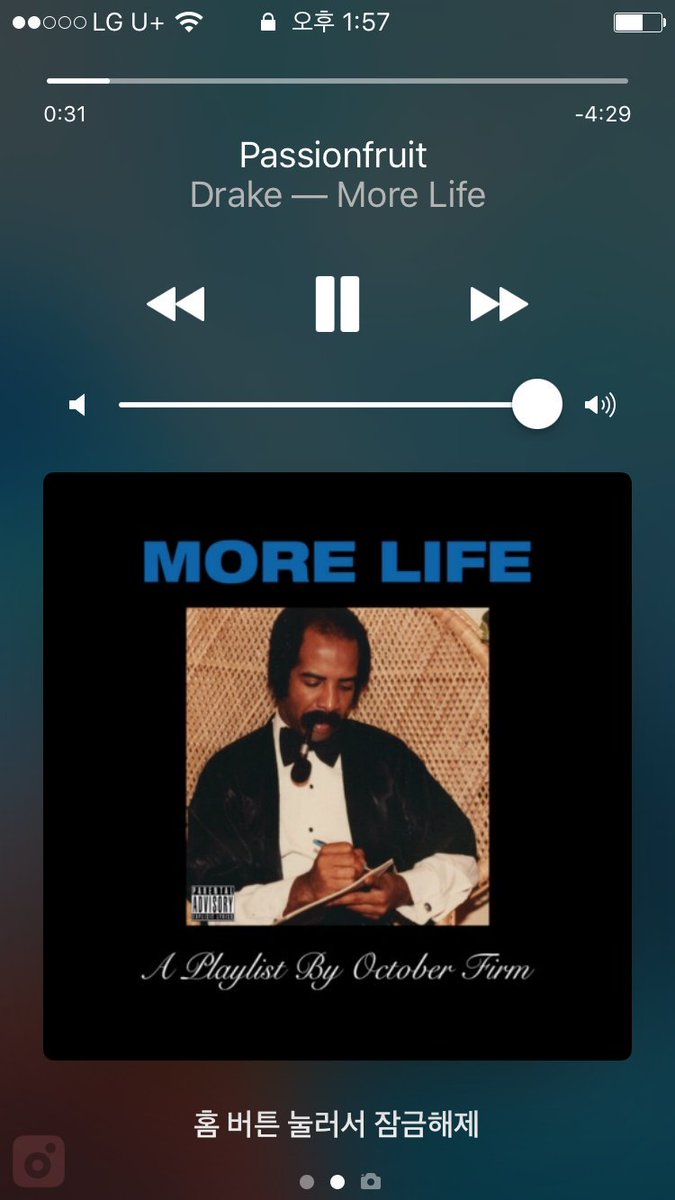 LG U+ 오후 1:57
0:31 -4:29
Passionfruit
Drake — More Life
MORE LIFE
PARENTAL
ADVISORY
EXPLICIT LYRICS
A Playlist By October Firm
홈 버튼 눌러서 잠금해제